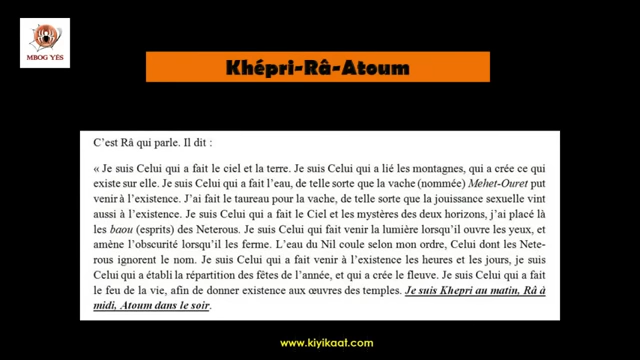 MBOG YÉS
Khépri-Râ-Atoum
C'est Râ qui parle. Il dit :
« Je suis Celui qui a fait le ciel et la terre. Je suis Celui qui a lié les montagnes, qui a crée ce qui
existe sur elle. Je suis Celui qui a fait l'eau, de telle sorte que la vache (nommée) Mehet-Ouret put
venir à l'existence. J'ai fait le taureau pour la vache, de telle sorte que la jouissance sexuelle vint
aussi à l'existence. Je suis Celui qui a fait le Ciel et les mystères des deux horizons, j'ai placé là
les baou (esprits) des Neterous. Je suis Celui qui fait venir la lumière lorsqu'il ouvre les yeux, et
amène l'obscurité lorsqu'il les ferme. L'eau du Nil coule selon mon ordre, Celui dont les Nete-
rous ignorent le nom. Je suis Celui qui a fait venir à l'existence les heures et les jours, je suis
Celui qui a établi la répartition des fêtes de l'année, et qui a crée le fleuve. Je suis Celui qui a fait
le feu de la vie, afin de donner existence aux œuvres des temples. Je suis Khepri au matin, Râ à
midi, Atoum dans le soir.
www.kiyikaat.com